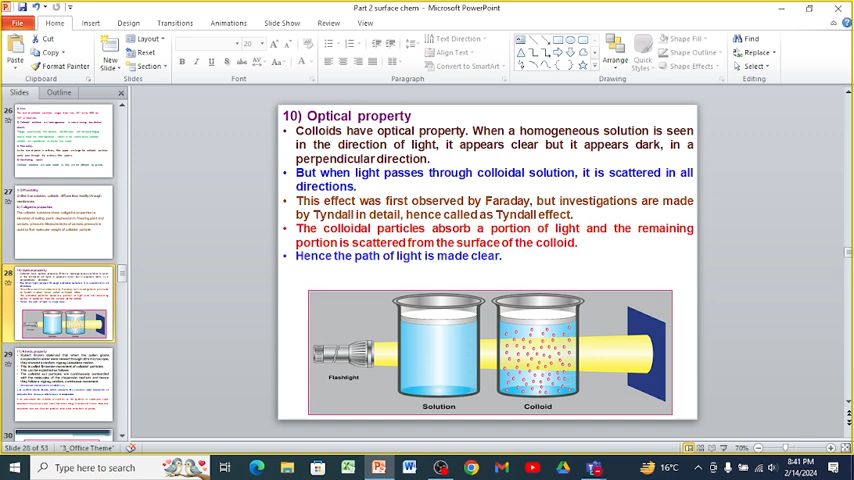 Part 2 surface chem - Microsoft PowerPoint
File Home Insert Design Transitions Animations Slide Show Review View
Cut
Copy
Format Painter
Paste
Clipboard
New Slide
Layout
Reset
Section
Slides
20
Font
Paragraph
Text Direction
Align Text
Convert to SmartArt
Arrange
Quick Styles
Shape Fill
Shape Outline
Shape Effects
Drawing
Find
Replace
Select
Editing
Slides Outline
26
27
28
29
30
10) Optical property
• Colloids have optical property. When a homogeneous solution is seen
in the direction of light, it appears clear but it appears dark, in a
perpendicular direction.
• But when light passes through colloidal solution, it is scattered in all
directions.
• This effect was first observed by Faraday, but investigations are made
by Tyndall in detail, hence called as Tyndall effect.
• The colloidal particles absorb a portion of light and the remaining
portion is scattered from the surface of the colloid.
• Hence the path of light is made clear.
Flashlight
Solution
Colloid
Slide 28 of 53 "3_Office Theme"
70%
Type here to search
16°C
8:41 PM
2/14/2024